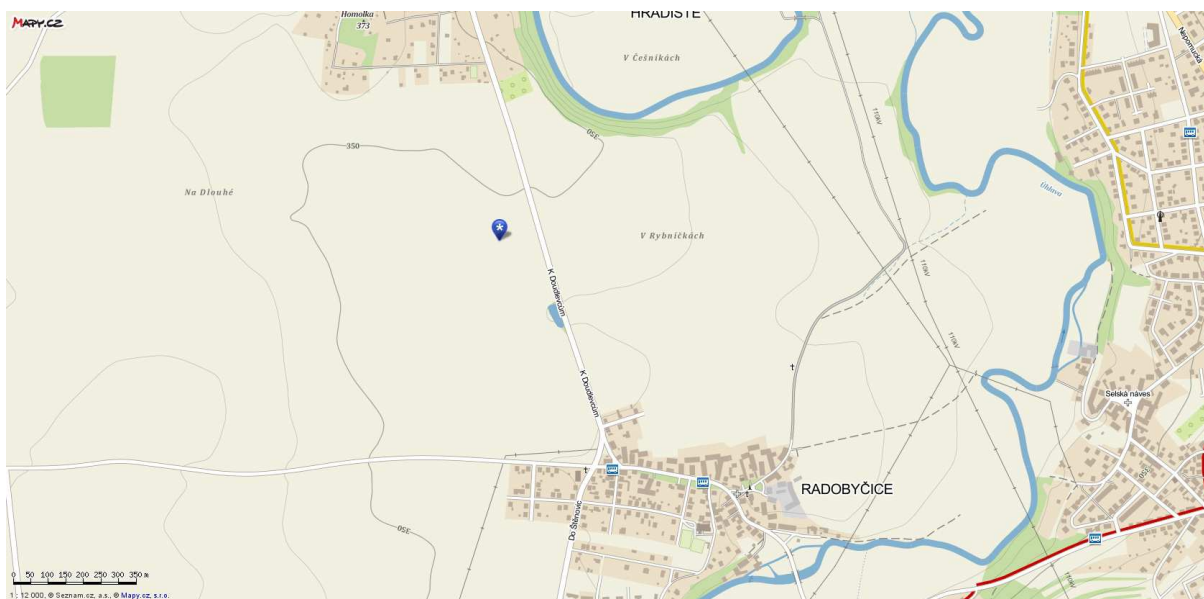 MAPY.CZ
Homolka
373
HRADIŠTĚ
V Češnikách
Nepomucká
110kV
350
350
Na Dlouhé
Úhlava
V Rybníčkách
K Doudlevcům
110kV
110kV
K Doudlevcům
Selská náves
350
RADOBYČICE
Do Štěnovic
350
110kV
0 50 100 150 200 250 300 350 m
1 : 12 000, © Seznam.cz, a.s., © Mapy.cz, s.r.o.